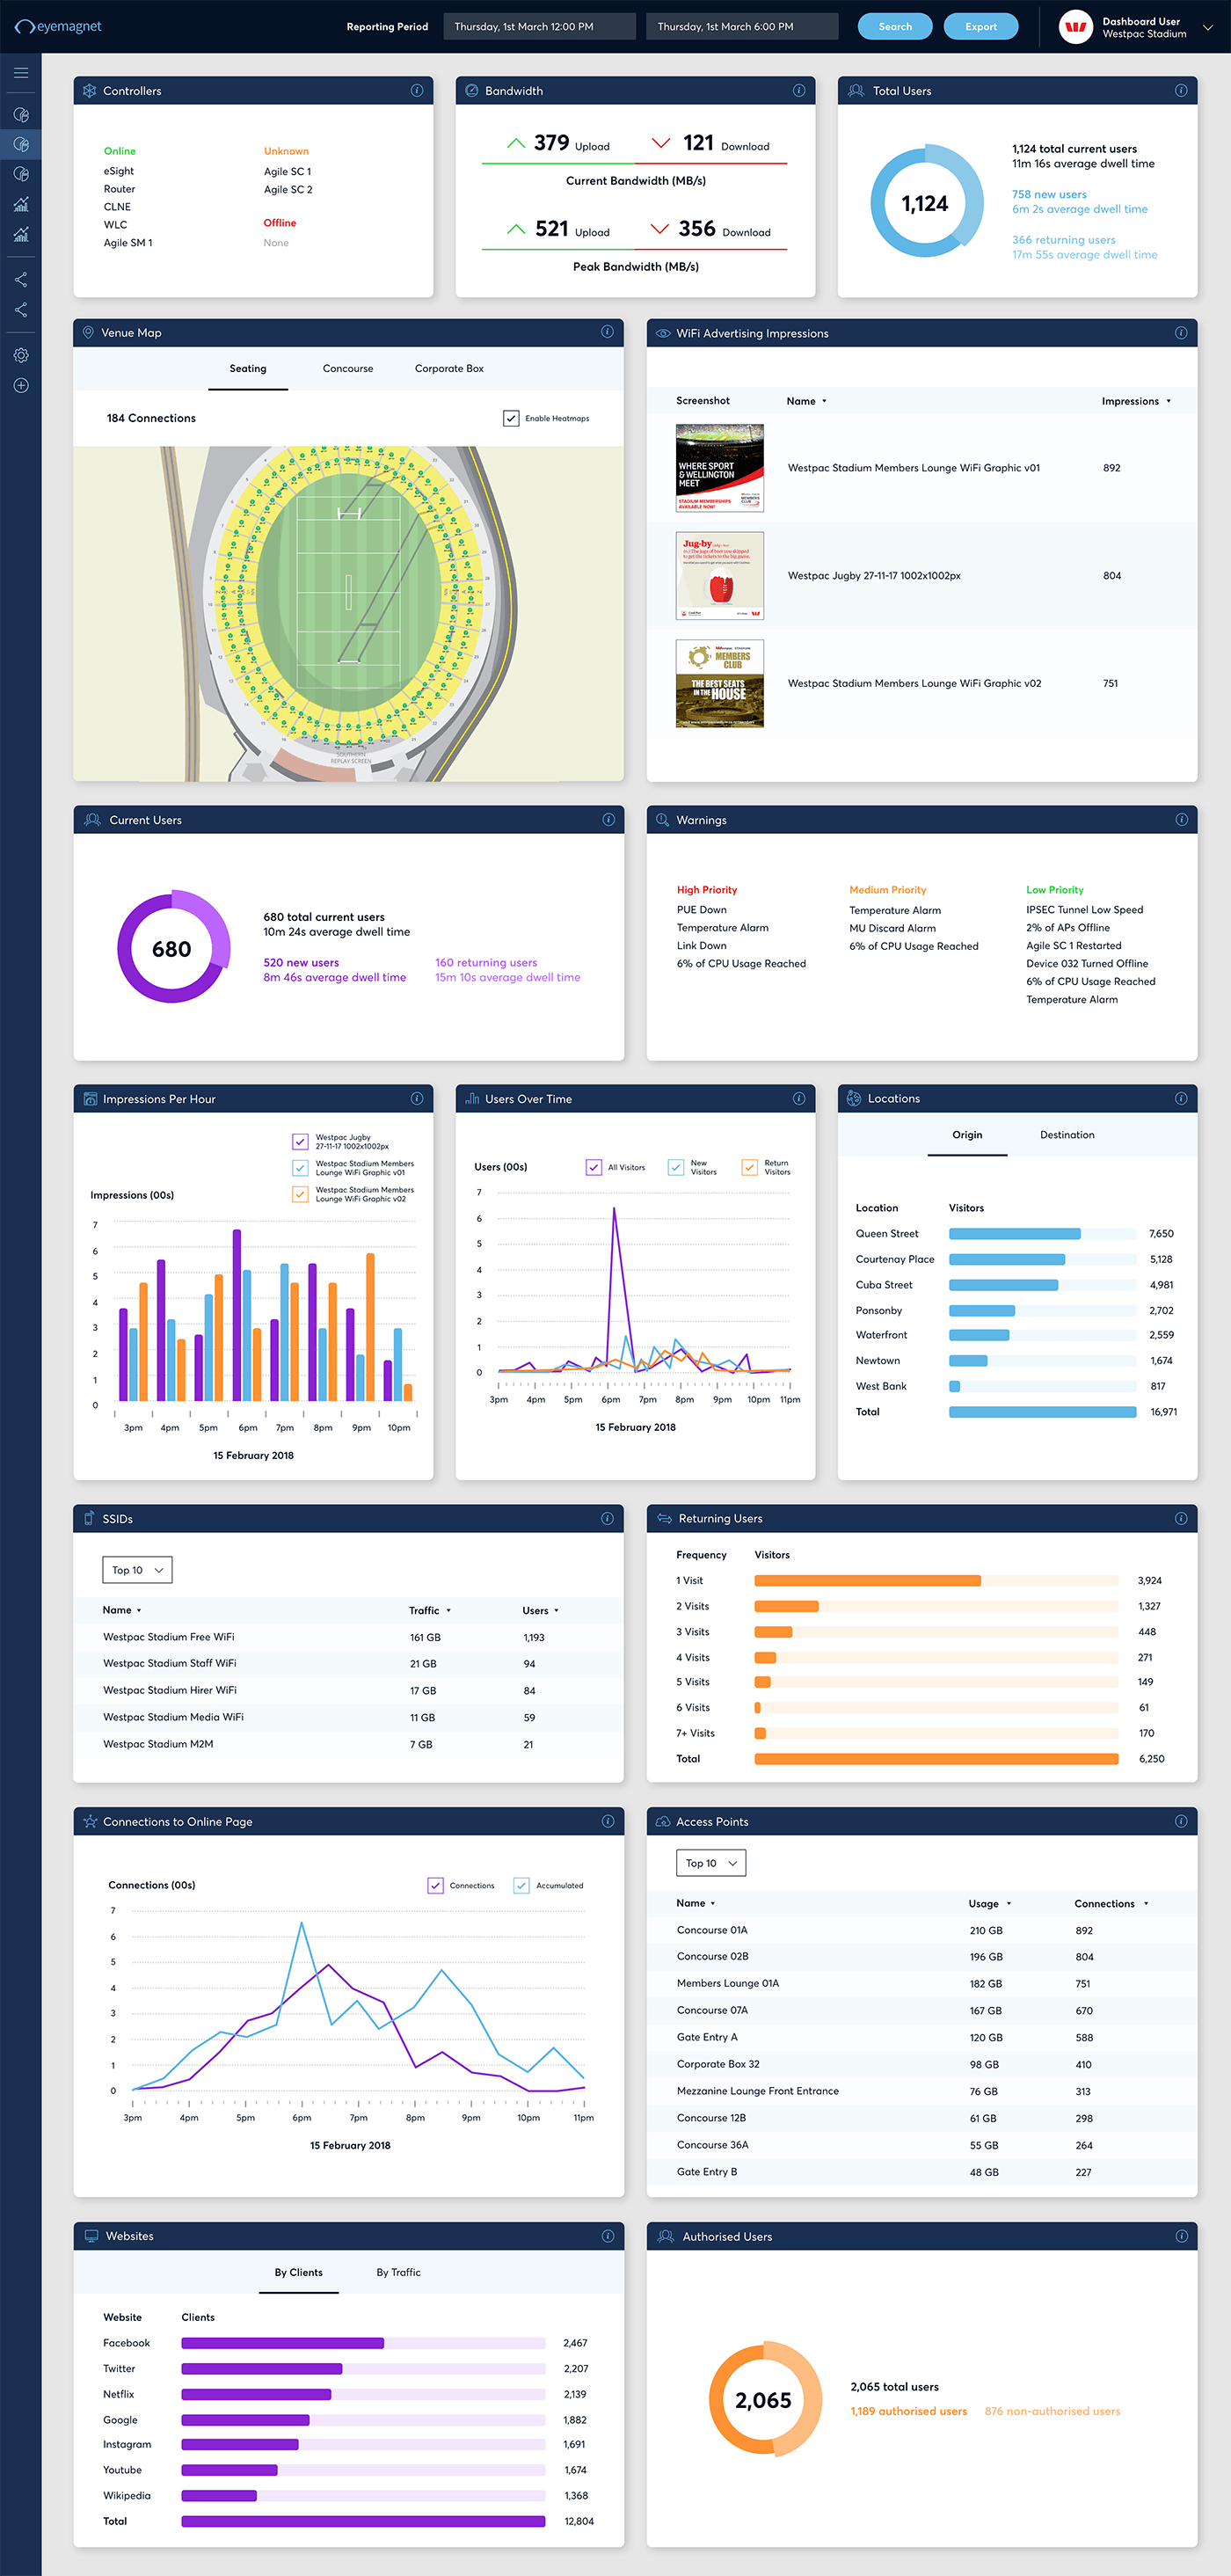 eyemagnet
Reporting Period
Thursday, 1st March 12:00 PM
Thursday, 1st March 6:00 PM
Search
Export
Dashboard User
Westpac Stadium
Controllers
Online
eSight
Router
CLNE
WLC
Agile SM 1
Unknown
Agile SC 1
Agile SC 2
Offline
None
Bandwidth
379 Upload
121 Download
Current Bandwidth (MB/s)
521 Upload
356 Download
Peak Bandwidth (MB/s)
Total Users
1,124
1,124 total current users
11m 16s average dwell time
758 new users
6m 2s average dwell time
366 returning users
17m 55s average dwell time
Venue Map
Seating
Concourse
Corporate Box
184 Connections
Enable Heatmaps
SOUTHERN
REPLAY SCREEN
WiFi Advertising Impressions
Screenshot
Name
Impressions
WHERE SPORT
& WELLINGTON
MEET
STADIUM MEMBERSHIPS
AVAILABLE NOW!
Westpac Stadium Members Lounge WiFi Graphic v01
892
Jug-by
Westpac Jugby 27-11-17 1002x1002px
804
MEMBERS
CLUB
THE BEST SEATS
IN THE HOUSE
Westpac Stadium Members Lounge WiFi Graphic v02
751
Current Users
680
680 total current users
10m 24s average dwell time
520 new users
8m 46s average dwell time
160 returning users
15m 10s average dwell time
Warnings
High Priority
PUE Down
Temperature Alarm
Link Down
6% of CPU Usage Reached
Medium Priority
Temperature Alarm
MU Discard Alarm
6% of CPU Usage Reached
Low Priority
IPSEC Tunnel Low Speed
2% of APs Offline
Agile SC 1 Restarted
Device 032 Turned Offline
6% of CPU Usage Reached
Temperature Alarm
Impressions Per Hour
Westpac Jugby
27-11-17 1002x1002px
Westpac Stadium Members
Lounge WiFi Graphic v01
Westpac Stadium Members
Lounge WiFi Graphic v02
Impressions (00s)
7
6
5
4
3
2
1
0
3pm 4pm 5pm 6pm 7pm 8pm 9pm 10pm
15 February 2018
Users Over Time
Users (00s)
All Visitors
New
Visitors
Return
Visitors
7
6
5
4
3
2
1
0
3pm 4pm 5pm 6pm 7pm 8pm 9pm 10pm 11pm
15 February 2018
Locations
Origin
Destination
Location Visitors
Queen Street 7,650
Courtenay Place 5,128
Cuba Street 4,981
Ponsonby 2,702
Waterfront 2,559
Newtown 1,674
West Bank 817
Total 16,971
SSIDs
Top 10
Name Traffic Users
Westpac Stadium Free WiFi 161 GB 1,193
Westpac Stadium Staff WiFi 21 GB 94
Westpac Stadium Hirer WiFi 17 GB 84
Westpac Stadium Media WiFi 11 GB 59
Westpac Stadium M2M 7 GB 21
Returning Users
Frequency Visitors
1 Visit 3,924
2 Visits 1,327
3 Visits 448
4 Visits 271
5 Visits 149
6 Visits 61
7+ Visits 170
Total 6,250
Connections to Online Page
Connections (00s)
Connections
Accumulated
7
6
5
4
3
2
1
0
3pm 4pm 5pm 6pm 7pm 8pm 9pm 10pm 11pm
15 February 2018
Access Points
Top 10
Name Usage Connections
Concourse 01A 210 GB 892
Concourse 02B 196 GB 804
Members Lounge 01A 182 GB 751
Concourse 07A 167 GB 670
Gate Entry A 120 GB 588
Corporate Box 32 98 GB 410
Mezzanine Lounge Front Entrance 76 GB 313
Concourse 12B 61 GB 298
Concourse 36A 55 GB 264
Gate Entry B 48 GB 227
Websites
By Clients
By Traffic
Website Clients
Facebook 2,467
Twitter 2,207
Netflix 2,139
Google 1,882
Instagram 1,691
Youtube 1,674
Wikipedia 1,368
Total 12,804
Authorised Users
2,065
2,065 total users
1,189 authorised users
876 non-authorised users